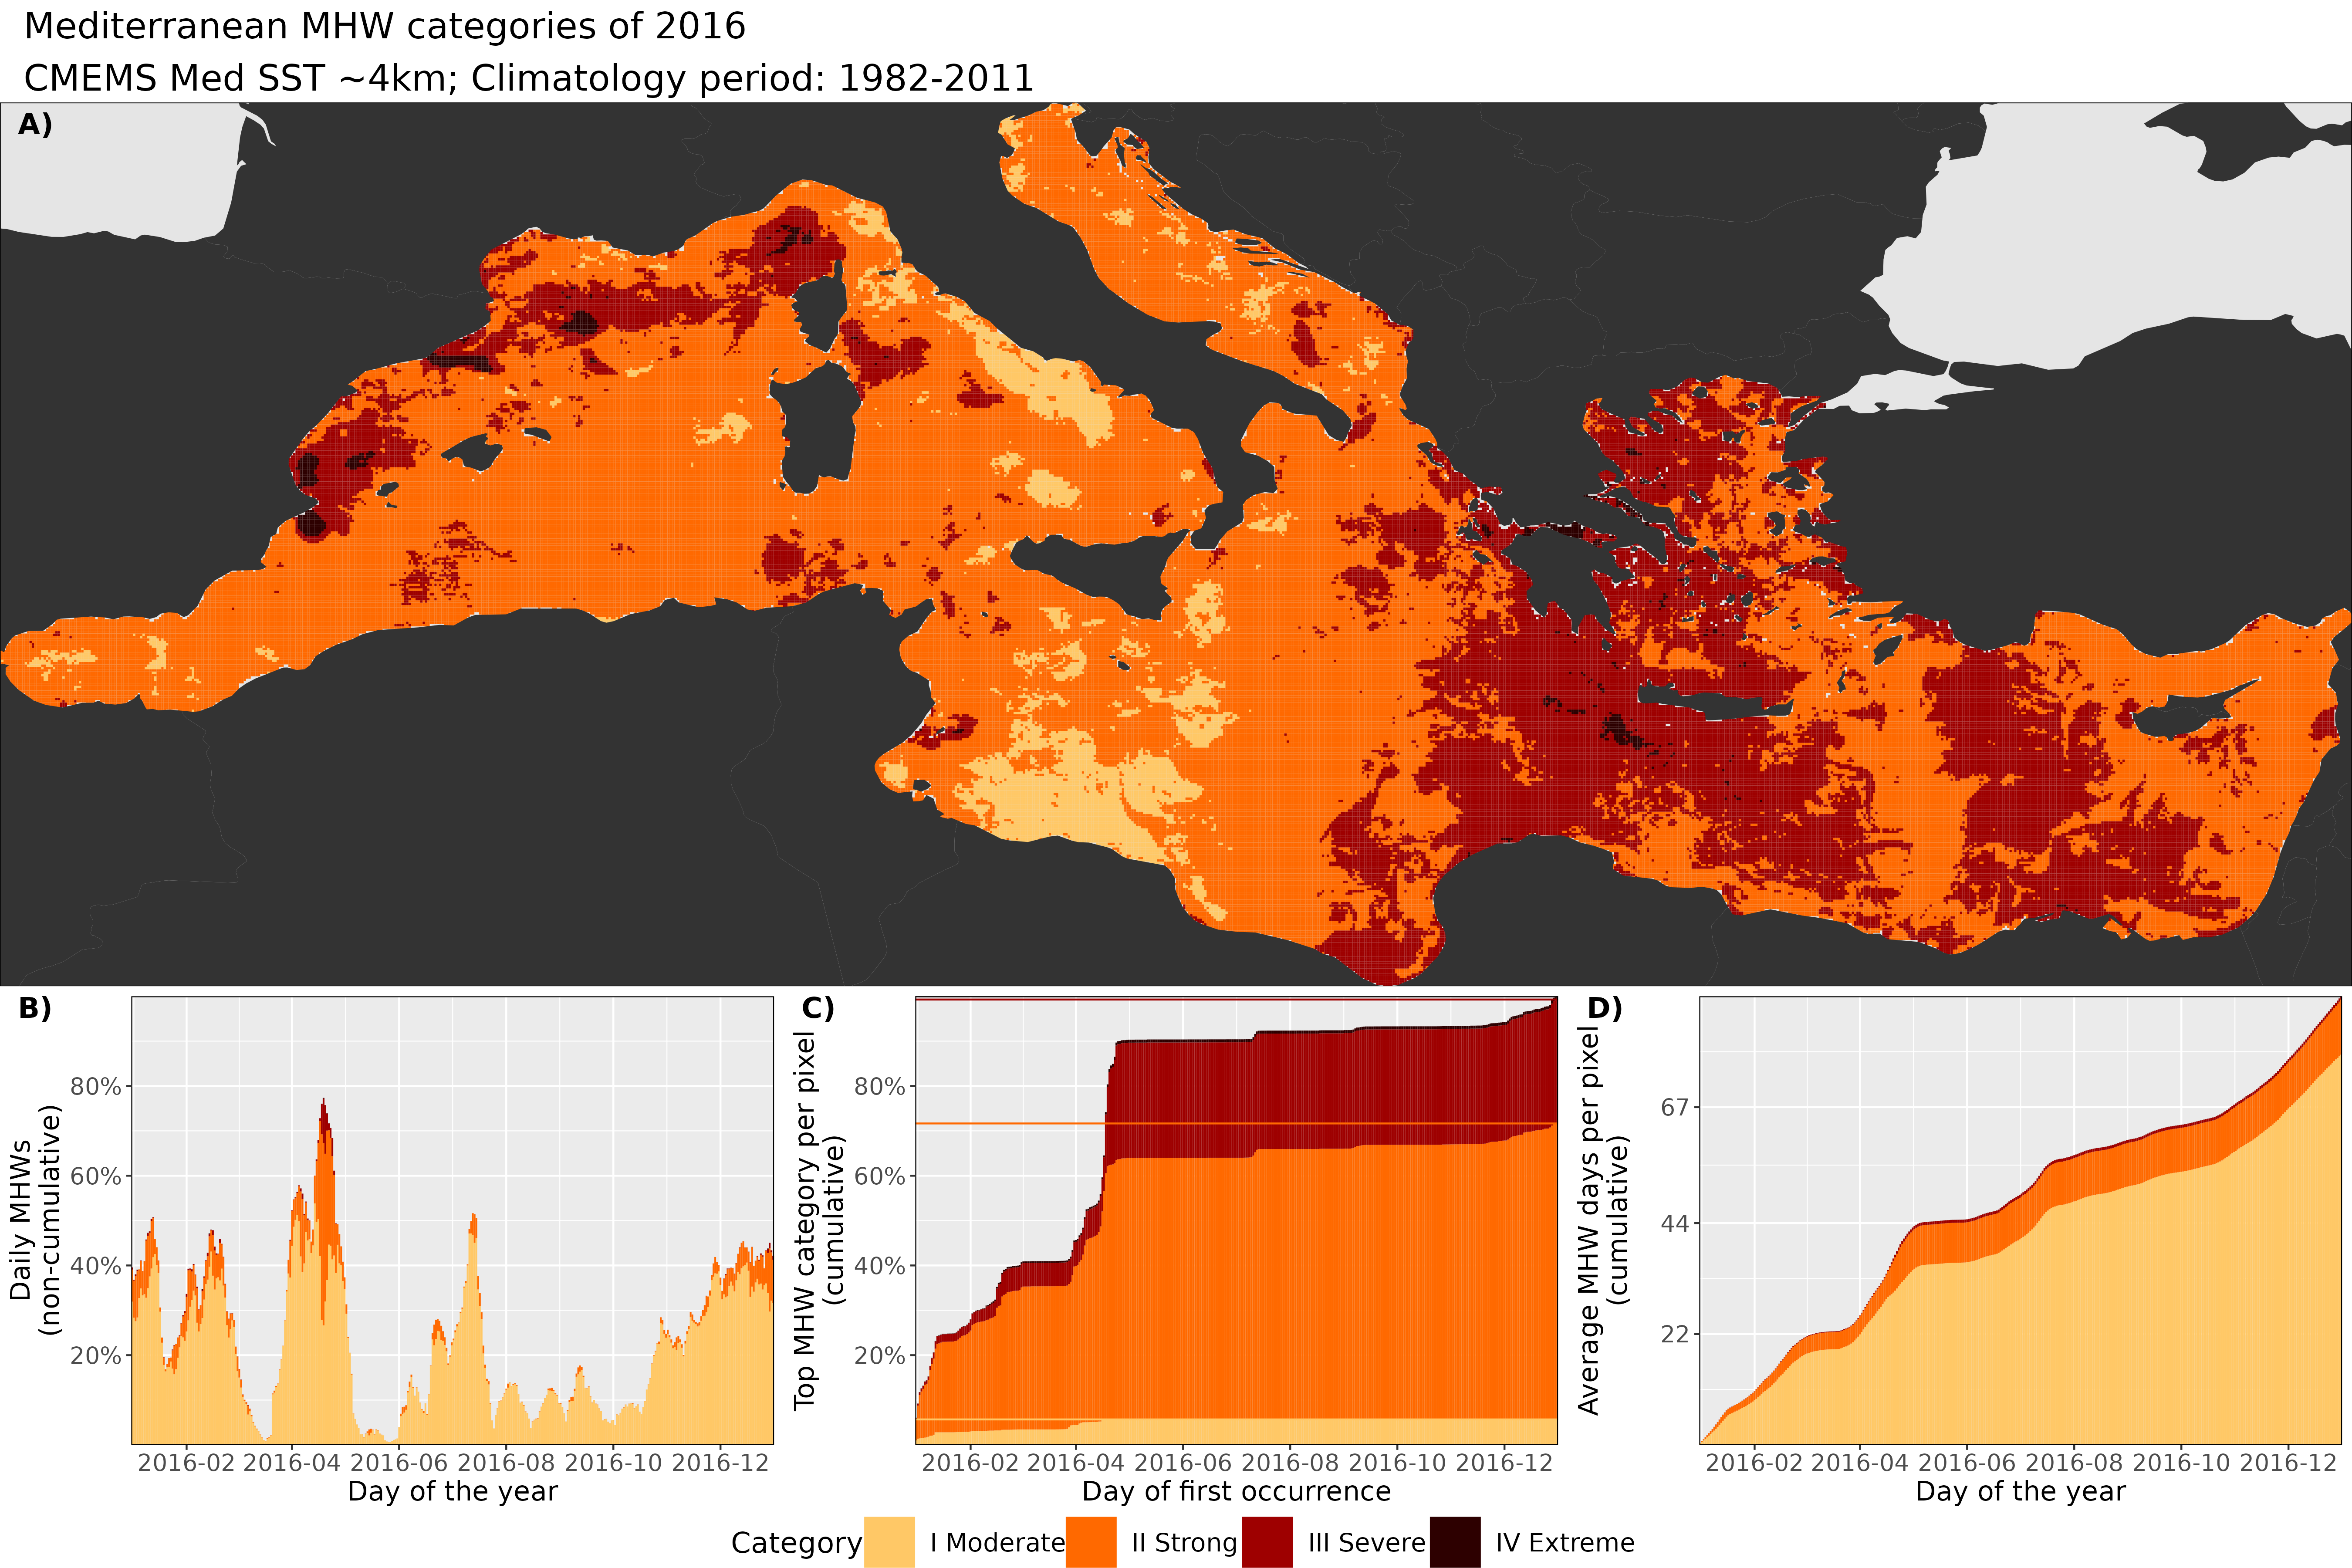 Mediterranean MHW categories of 2016
CMEMS Med SST ~4km; Climatology period: 1982-2011
A)
B)
Daily MHWs
(non-cumulative)
80%
60%
40%
20%
2016-02 2016-04 2016-06 2016-08 2016-10 2016-12
Day of the year
C)
Top MHW category per pixel
(cumulative)
80%
60%
40%
20%
2016-02 2016-04 2016-06 2016-08 2016-10 2016-12
Day of first occurrence
D)
Average MHW days per pixel
(cumulative)
67
44
22
2016-02 2016-04 2016-06 2016-08 2016-10 2016-12
Day of the year
Category I Moderate II Strong III Severe IV Extreme